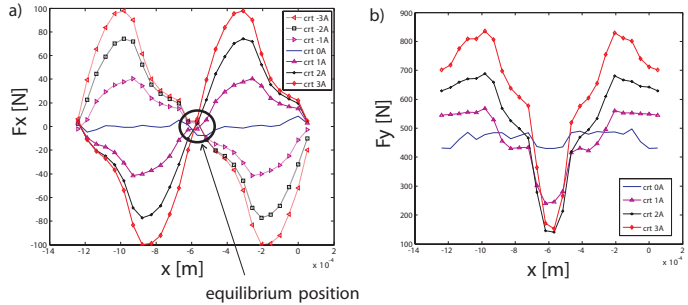 a)
Fx [N]
100
80
60
40
20
0
-20
-40
-60
-80
-100
-14
-12
-10
-8
-6
-4
-2
0
2
x 10⁻⁴
x [m]
crt -3A
crt -2A
crt -1A
crt 0A
crt 1A
crt 2A
crt 3A
equilibrium position
b)
Fy [N]
900
800
700
600
500
400
300
200
100
-14
-12
-10
-8
-6
-4
-2
0
2
x 10⁻⁴
x [m]
crt 0A
crt 1A
crt 2A
crt 3A